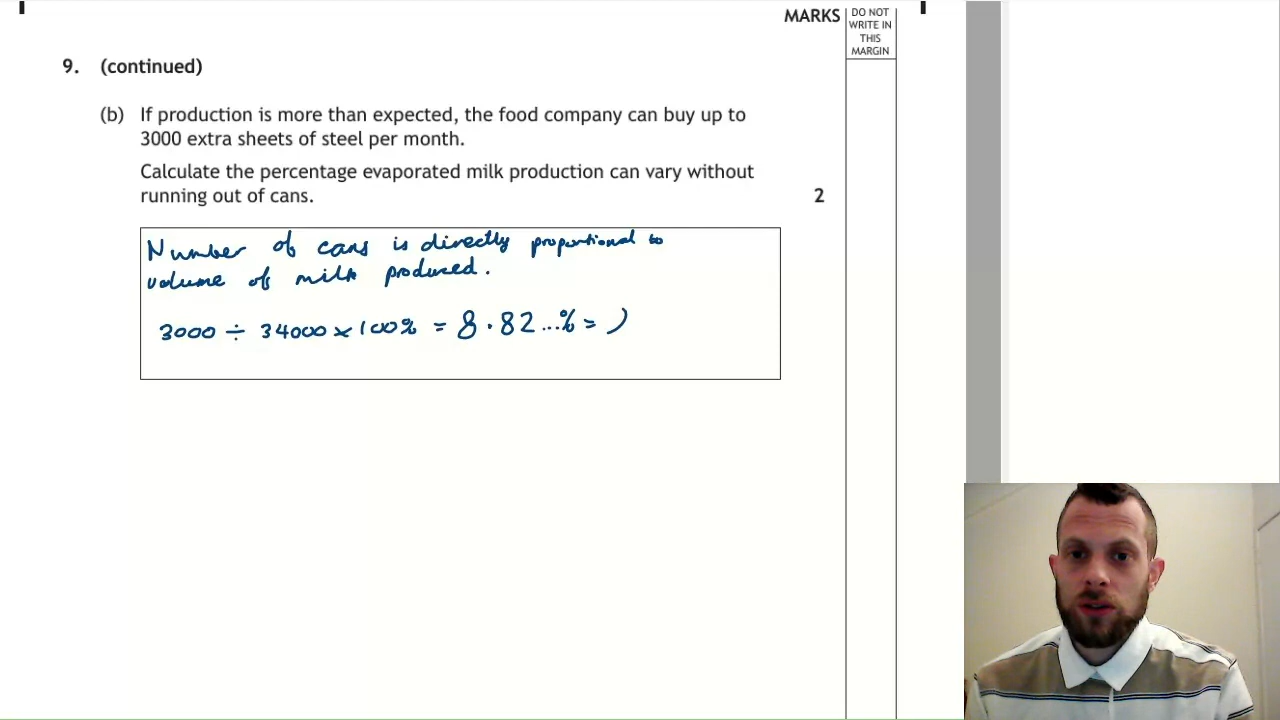 MARKS
DO NOT
WRITE IN
THIS
MARGIN
9. (continued)
(b) If production is more than expected, the food company can buy up to
3000 extra sheets of steel per month.
Calculate the percentage evaporated milk production can vary without
running out of cans.
2
Number of cans is directly proportional to
volume of milk produced.
3000 ÷ 34000 × 100% = 8.82...% = )